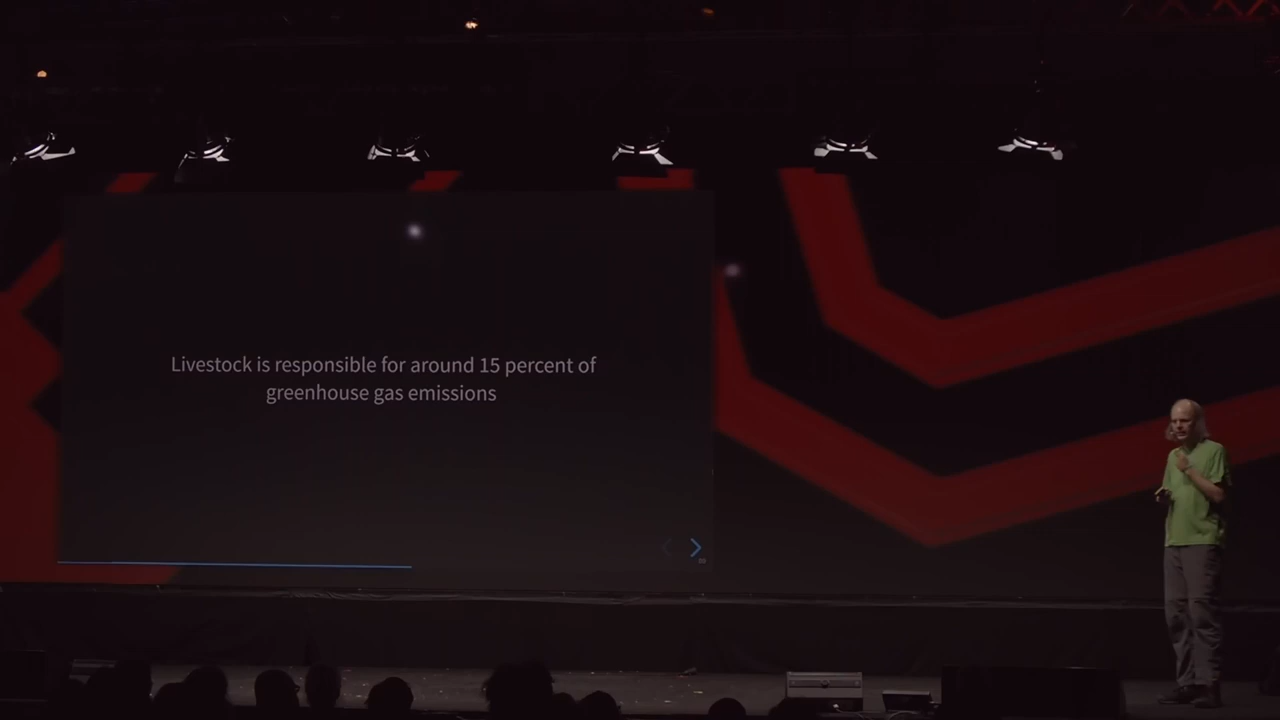 Livestock is responsible for around 15 percent of
greenhouse gas emissions